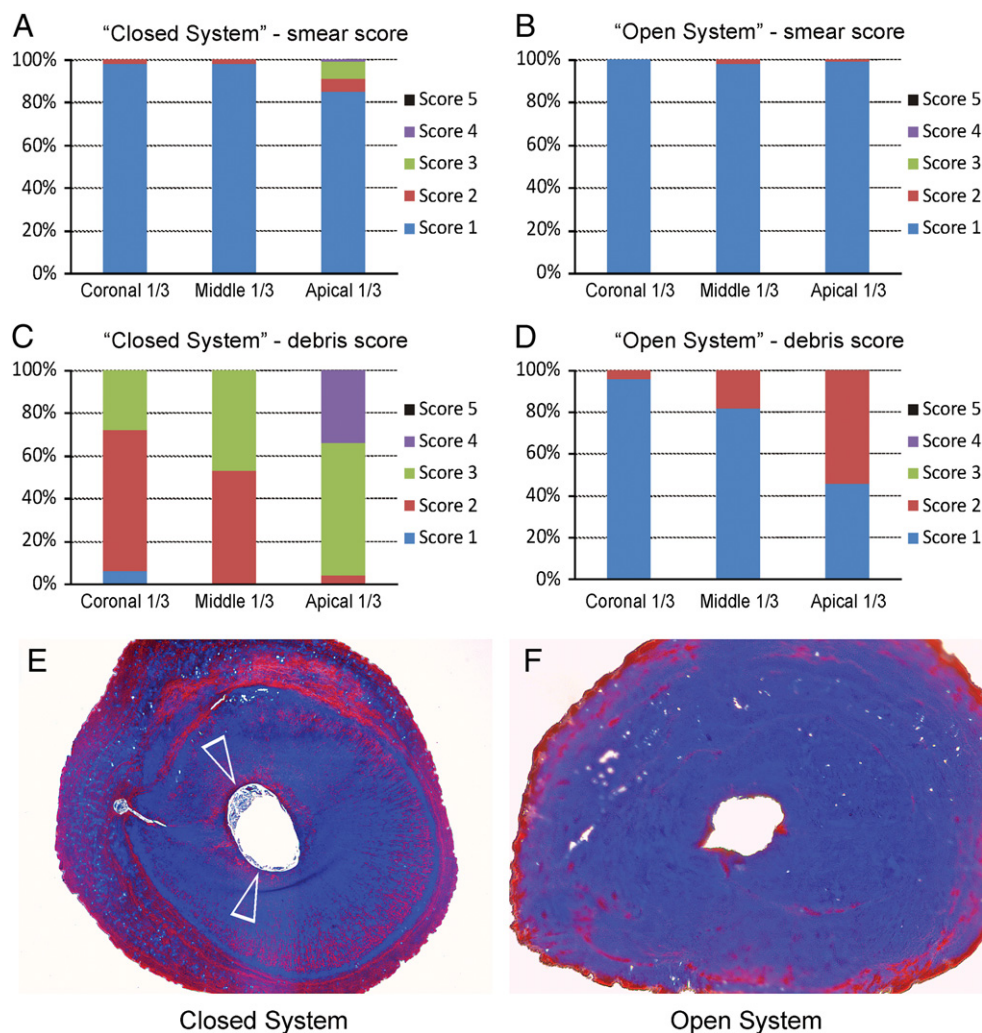 A
"Closed System" - smear score
100%
80%
60%
40%
20%
0%
Coronal 1/3 Middle 1/3 Apical 1/3
Score 5
Score 4
Score 3
Score 2
Score 1
B
"Open System" - smear score
100%
80%
60%
40%
20%
0%
Coronal 1/3 Middle 1/3 Apical 1/3
Score 5
Score 4
Score 3
Score 2
Score 1
C
"Closed System" - debris score
100%
80%
60%
40%
20%
0%
Coronal 1/3 Middle 1/3 Apical 1/3
Score 5
Score 4
Score 3
Score 2
Score 1
D
"Open System" - debris score
100%
80%
60%
40%
20%
0%
Coronal 1/3 Middle 1/3 Apical 1/3
Score 5
Score 4
Score 3
Score 2
Score 1
E
Closed System
F
Open System